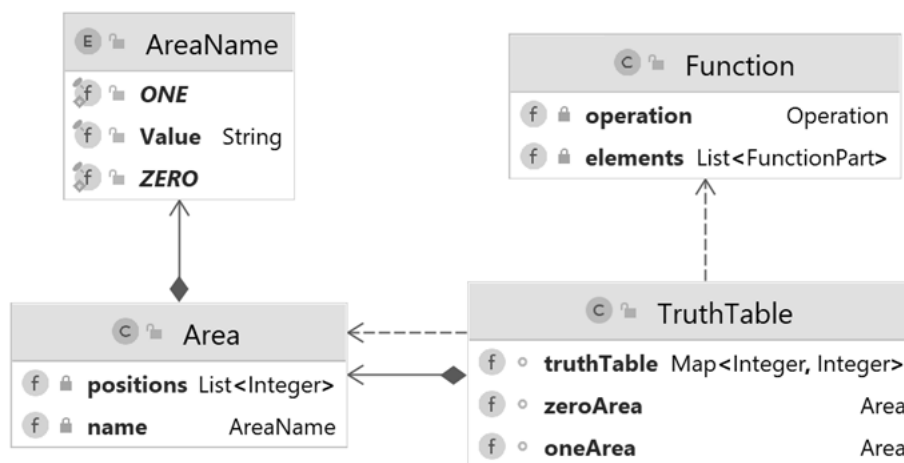 E AreaName
f ONE
f Value String
f ZERO
C Function
f operation Operation
f elements List<FunctionPart>
C Area
f positions List<Integer>
f name AreaName
C TruthTable
f truthTable Map<Integer, Integer>
f zeroArea Area
f oneArea Area